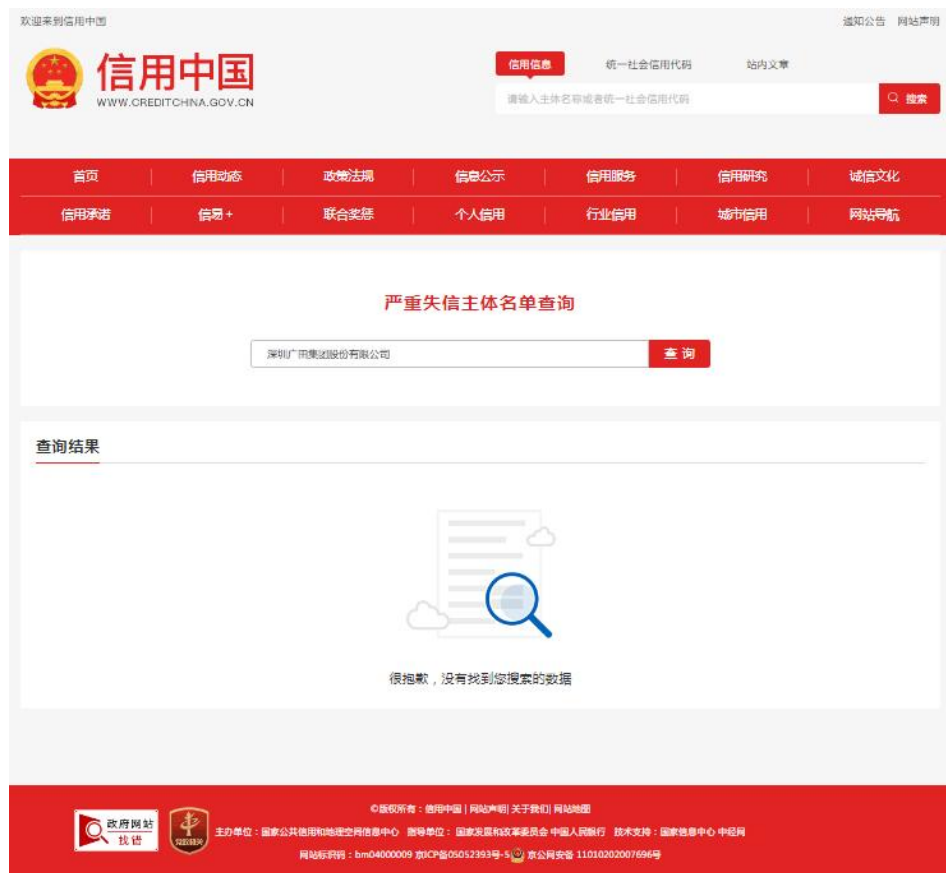 欢迎来到信用中国
通知公告 网站声明
信用中国
WWW.CREDITCHINA.GOV.CN
信用信息 统一社会信用代码 站内文章
请输入主体名称或者统一社会信用代码 搜索
首页 信用动态 政策法规 信息公示 信用服务 信用研究 诚信文化
信用承诺 信易+ 联合奖惩 个人信用 行业信用 城市信用 网站导航
严重失信主体名单查询
深圳广田集团股份有限公司 查询
查询结果
很抱歉，没有找到您搜索的数据
©版权所有：信用中国 | 网站声明| 关于我们| 网站地图
政府网站
找错
主办单位：国家公共信用和地理空间信息中心 指导单位： 国家发展和改革委员会 中国人民银行 技术支持：国家信息中心 中经网
党政机关
网站标识码：bm04000009 京ICP备05052393号-5 京公网安备 11010202007696号